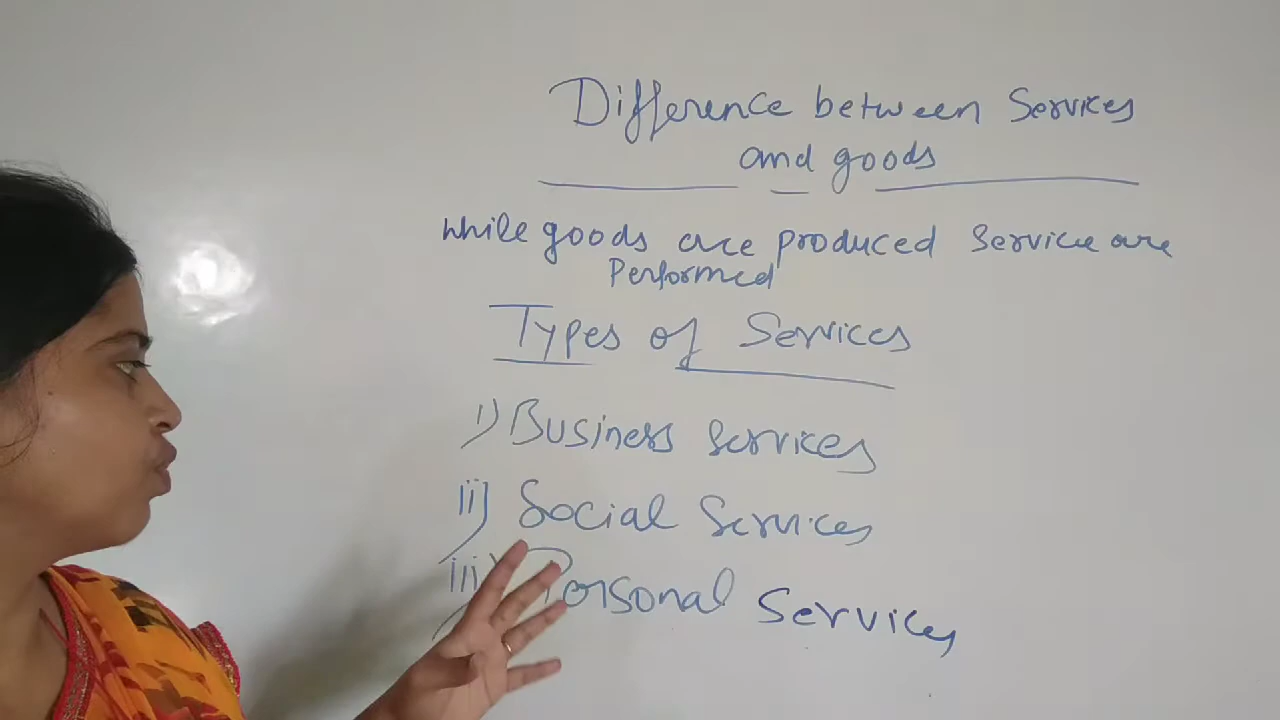 Difference between Services
and goods
while goods are produced service are
Performed
Types of Services
i) Business services
ii) Social Services
iii) Personal Services